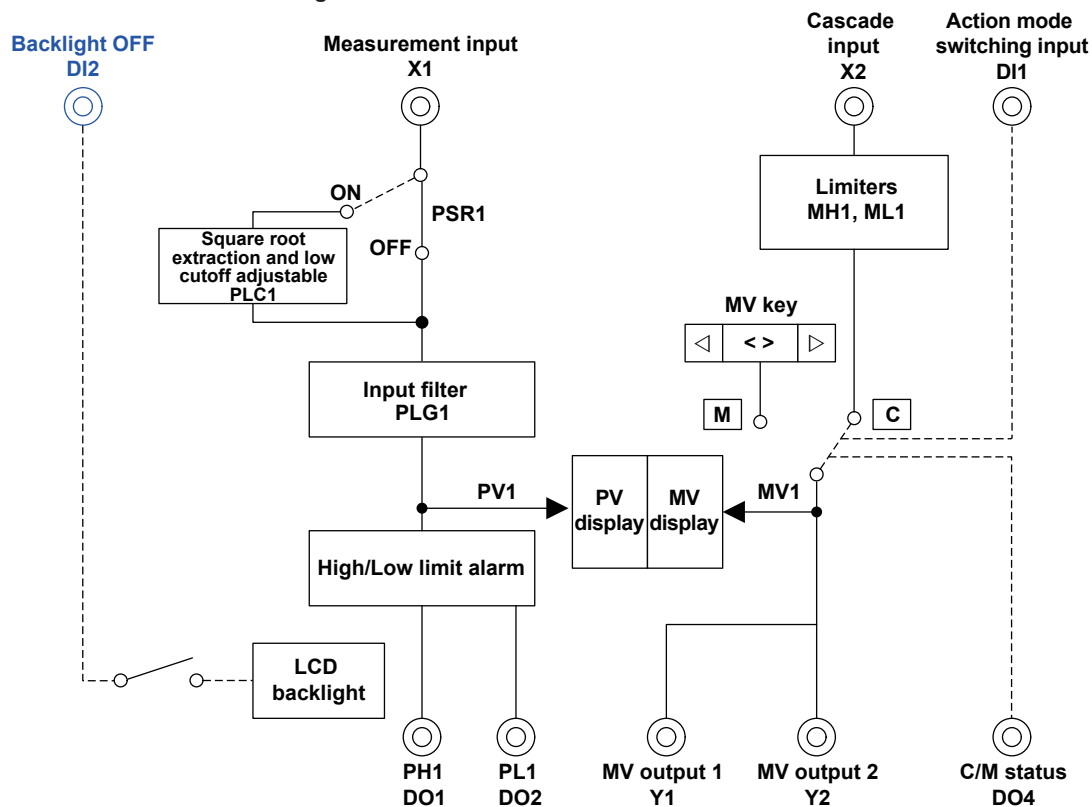 Backlight OFF
DI2
Measurement input
X1
Cascade
input
X2
Action mode
switching input
DI1
ON
PSR1
OFF
Square root
extraction and low
cutoff adjustable
PLC1
Limiters
MH1, ML1
MV key
◁ < > ▷
M
C
Input filter
PLG1
PV1
PV
display
MV
display
MV1
High/Low limit alarm
LCD
backlight
PH1
DO1
PL1
DO2
MV output 1
Y1
MV output 2
Y2
C/M status
DO4